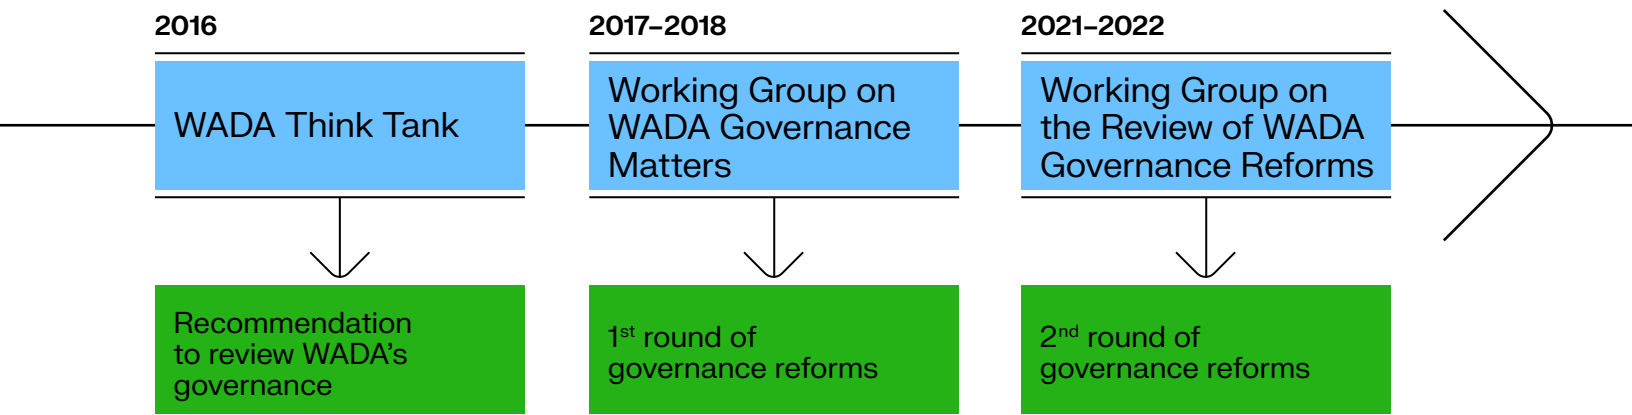 2016
2017–2018
2021–2022
WADA Think Tank
Working Group on
WADA Governance
Matters
Working Group on
the Review of WADA
Governance Reforms
Recommendation
to review WADA’s
governance
1st round of
governance reforms
2nd round of
governance reforms